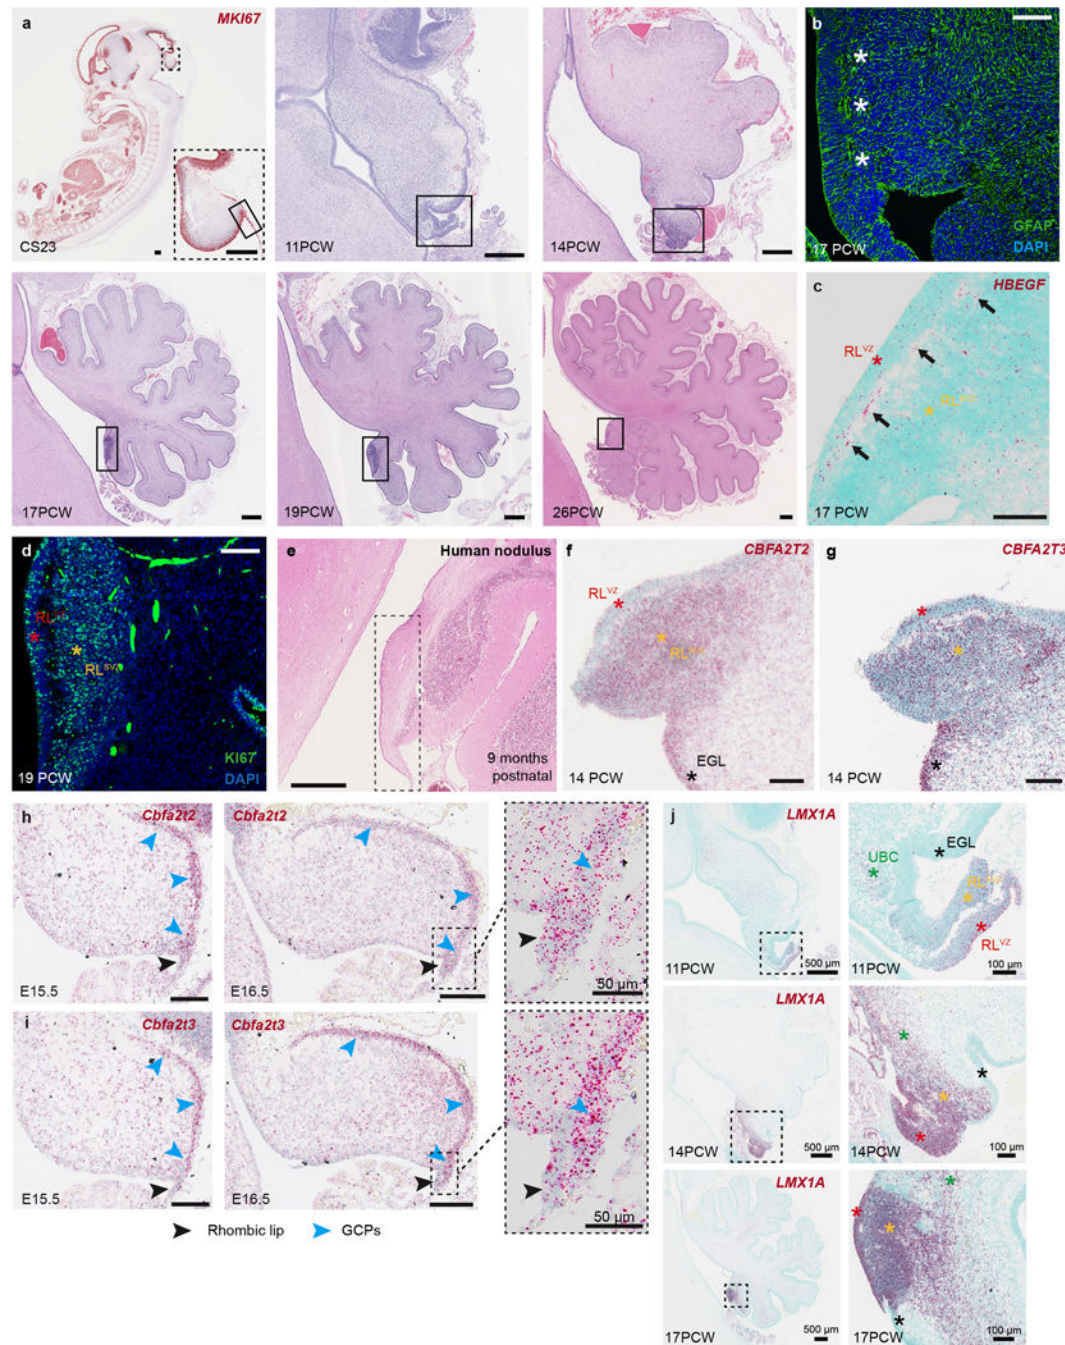 a
MKI67
CS23
11PCW
14PCW
b
GFAP
DAPI
17 PCW
17PCW
19PCW
26PCW
c
HBEGF
RLVZ
*
RLSVZ
*
17 PCW
d
RLVZ
*
*
RLSVZ
KI67
DAPI
19 PCW
e
Human nodulus
9 months
postnatal
f
CBFA2T2
RLVZ
*
*
EGL
*
14 PCW
g
CBFA2T3
*
*
*
14 PCW
h
Cbfa2t2
E15.5
Cbfa2t2
E16.5
50 µm
i
Cbfa2t3
E15.5
Cbfa2t3
E16.5
50 µm
Rhombic lip
GCPs
j
LMX1A
11PCW
500 µm
UBC
*
EGL
*
*
*
RLVZ
11PCW
100 µm
LMX1A
14PCW
500 µm
*
*
*
*
14PCW
100 µm
LMX1A
17PCW
500 µm
*
*
*
*
17PCW
100 µm